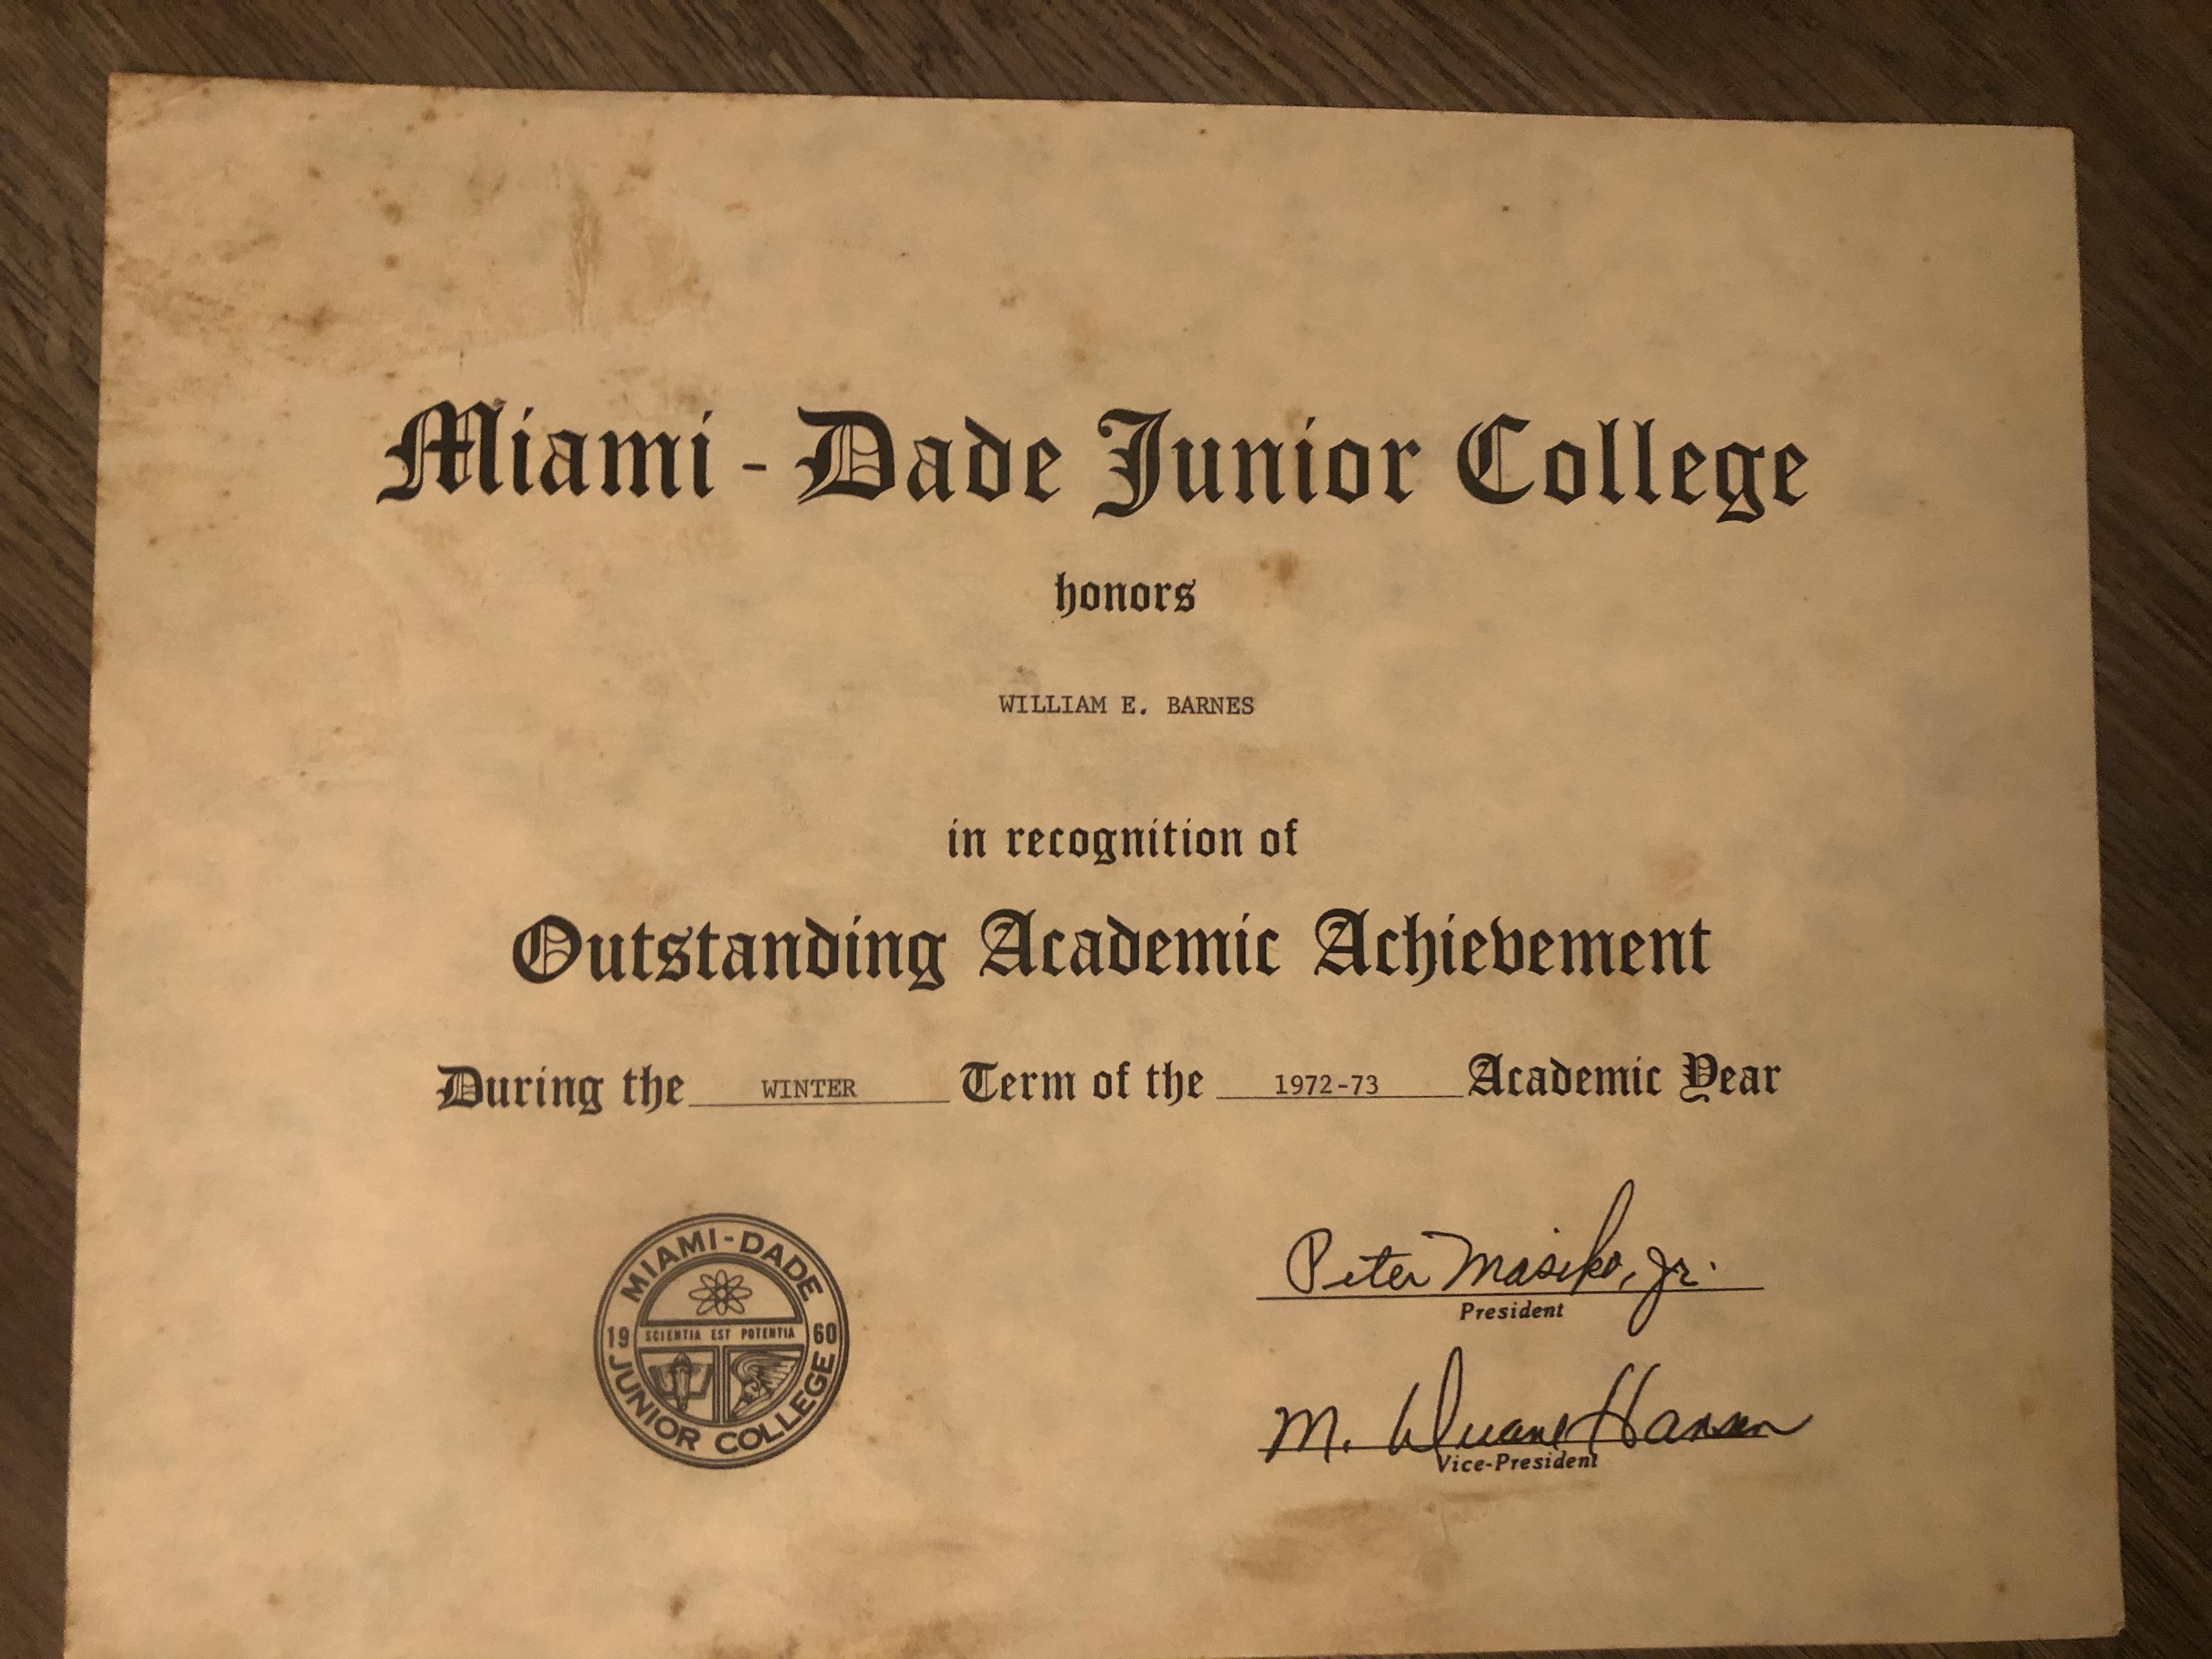 Miami-Dade Junior College
honors
WILLIAM E. BARNES
in recognition of
Outstanding Academic Achievement
During the WINTER Term of the 1972-73 Academic Year
MIAMI-DADE
19 SCIENTIA EST POTENTIA 60
JUNIOR COLLEGE
Peter Masiko, Jr.
President
M. Duane Hansen
Vice-President